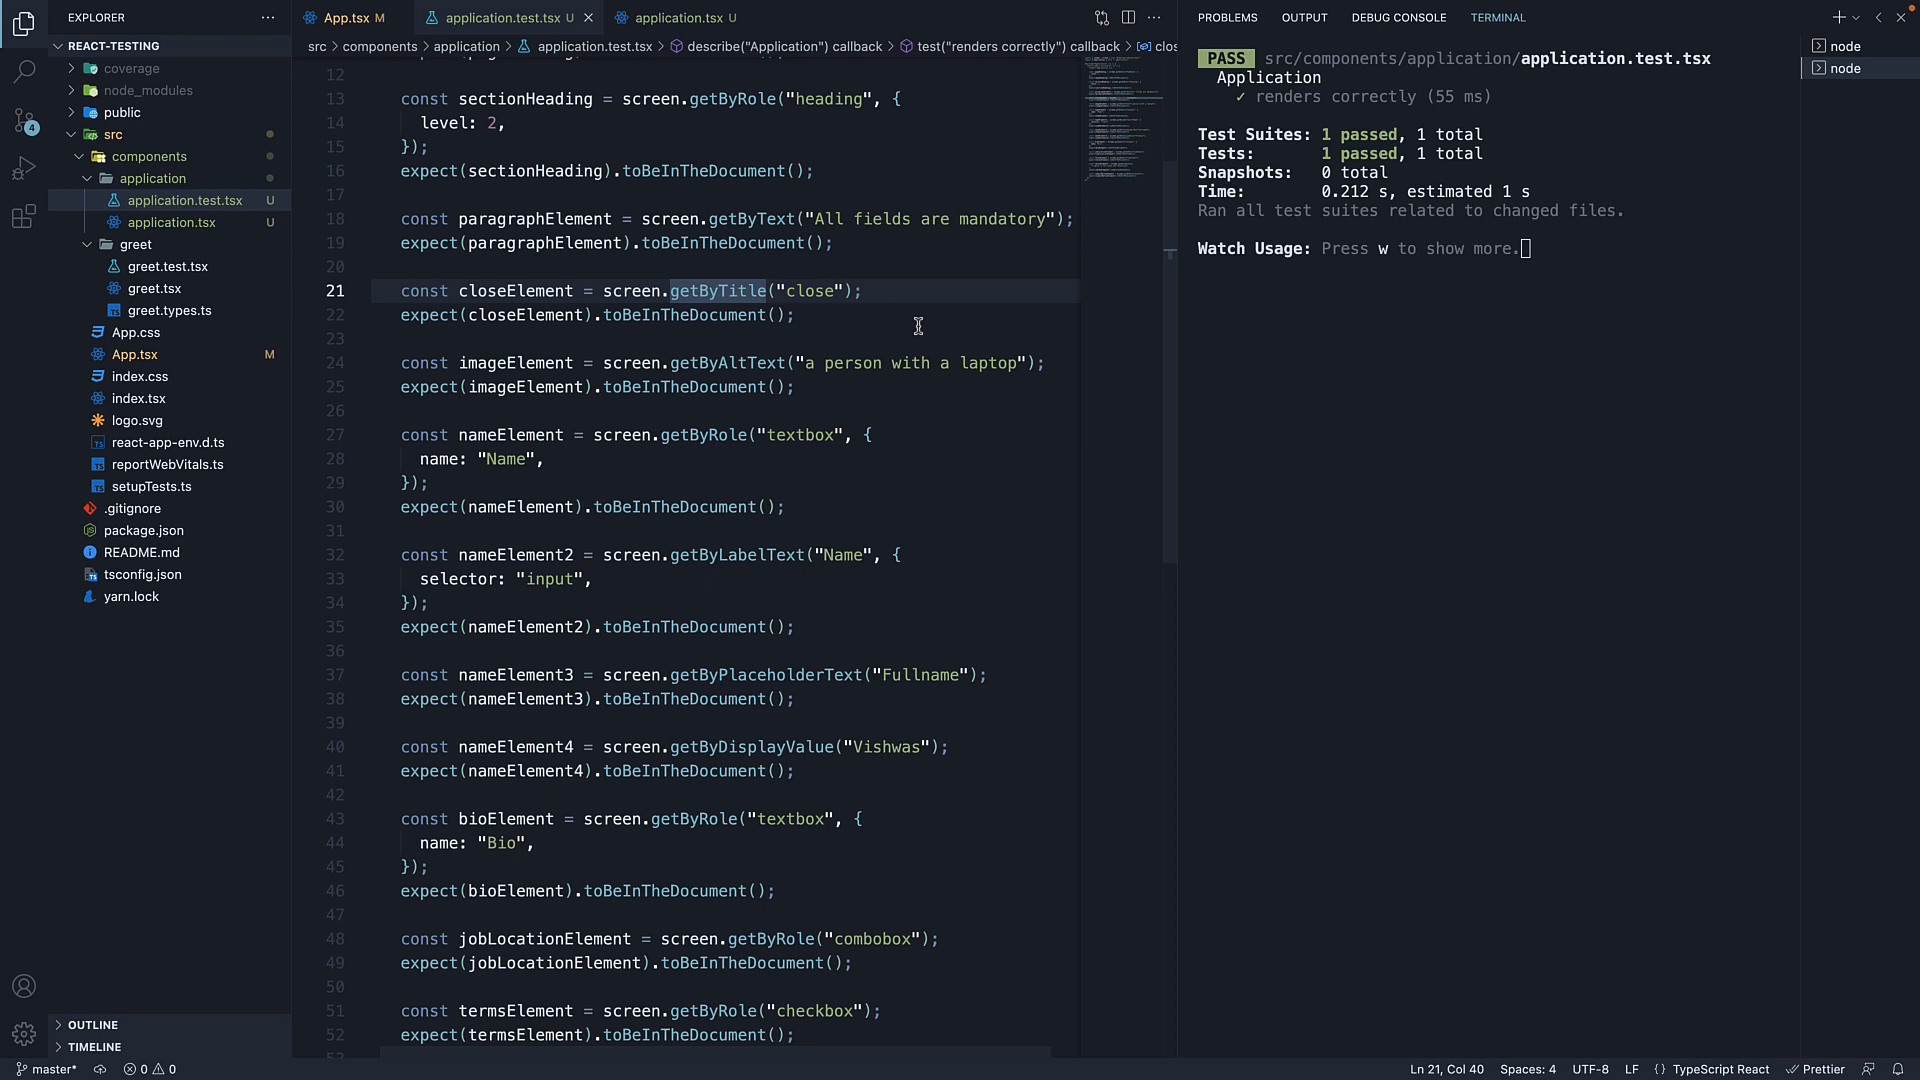 EXPLORER
REACT-TESTING
coverage
node_modules
public
src
components
application
application.test.tsx U
application.tsx U
greet
greet.test.tsx
greet.tsx
greet.types.ts
App.css
App.tsx M
index.css
index.tsx
logo.svg
react-app-env.d.ts
reportWebVitals.ts
setupTests.ts
.gitignore
package.json
README.md
tsconfig.json
yarn.lock
OUTLINE
TIMELINE
4
App.tsx M
application.test.tsx U
application.tsx U
src > components > application > application.test.tsx > describe("Application") callback > test("renders correctly") callback > clos
12
13 const sectionHeading = screen.getByRole("heading", {
14 level: 2,
15 });
16 expect(sectionHeading).toBeInTheDocument();
17
18 const paragraphElement = screen.getByText("All fields are mandatory");
19 expect(paragraphElement).toBeInTheDocument();
20
21 const closeElement = screen.getByTitle("close");
22 expect(closeElement).toBeInTheDocument();
23
24 const imageElement = screen.getByAltText("a person with a laptop");
25 expect(imageElement).toBeInTheDocument();
26
27 const nameElement = screen.getByRole("textbox", {
28 name: "Name",
29 });
30 expect(nameElement).toBeInTheDocument();
31
32 const nameElement2 = screen.getByLabelText("Name", {
33 selector: "input",
34 });
35 expect(nameElement2).toBeInTheDocument();
36
37 const nameElement3 = screen.getByPlaceholderText("Fullname");
38 expect(nameElement3).toBeInTheDocument();
39
40 const nameElement4 = screen.getByDisplayValue("Vishwas");
41 expect(nameElement4).toBeInTheDocument();
42
43 const bioElement = screen.getByRole("textbox", {
44 name: "Bio",
45 });
46 expect(bioElement).toBeInTheDocument();
47
48 const jobLocationElement = screen.getByRole("combobox");
49 expect(jobLocationElement).toBeInTheDocument();
50
51 const termsElement = screen.getByRole("checkbox");
52 expect(termsElement).toBeInTheDocument();
PROBLEMS OUTPUT DEBUG CONSOLE TERMINAL
PASS src/components/application/application.test.tsx
Application
✓ renders correctly (55 ms)
Test Suites: 1 passed, 1 total
Tests: 1 passed, 1 total
Snapshots: 0 total
Time: 0.212 s, estimated 1 s
Ran all test suites related to changed files.
Watch Usage: Press w to show more.
node
node
master* 0 0 Ln 21, Col 40 Spaces: 4 UTF-8 LF {} TypeScript React Prettier